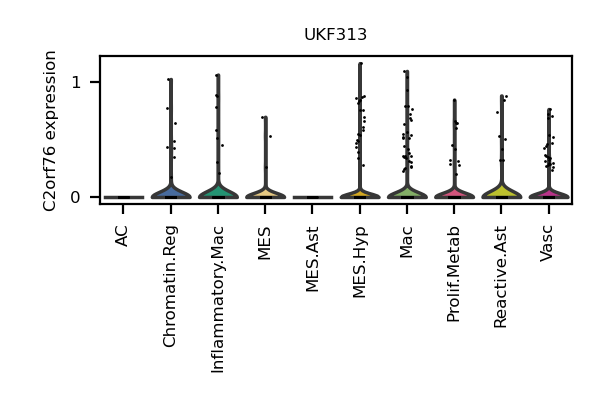 UKF313
C2orf76 expression
1
0
AC
Chromatin.Reg
Inflammatory.Mac
MES
MES.Ast
MES.Hyp
Mac
Prolif.Metab
Reactive.Ast
Vasc